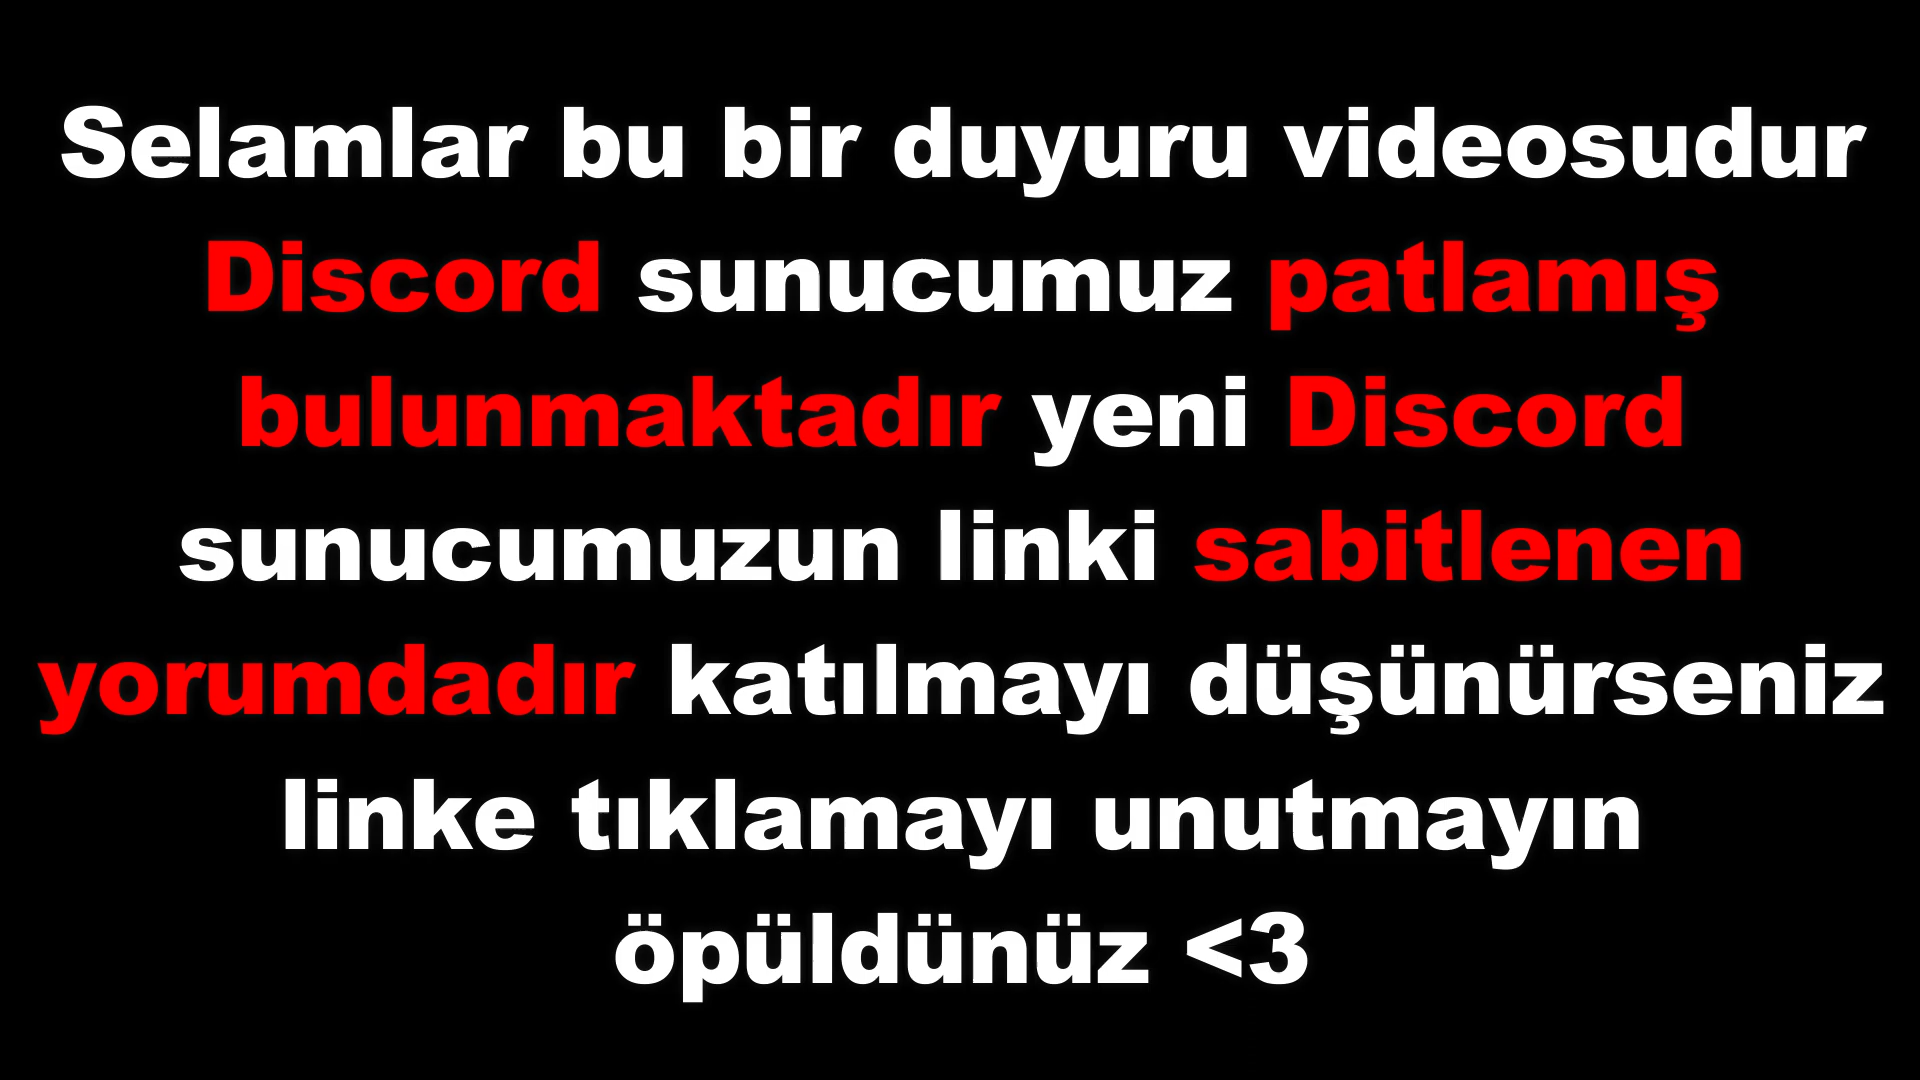 Selamlar bu bir duyuru videosudur
Discord sunucumuz patlamış
bulunmaktadır yeni Discord
sunucumuzun linki sabitlenen
yorumdadır katılmayı düşünürseniz
linke tıklamayı unutmayın
öpüldünüz <3